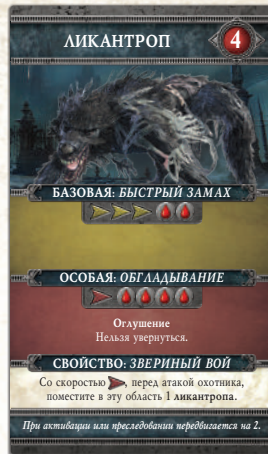 ЛИКАНТРОП
4
БАЗОВАЯ: БЫСТРЫЙ ЗАМАХ
ОСОБАЯ: ОБГЛАДЫВАНИЕ
Оглушение
Нельзя увернуться.
СВОЙСТВО: ЗВЕРИНЫЙ ВОЙ
Со скоростью , перед атакой охотника,
поместите в эту область 1 ликантропа.
При активации или преследовании передвигается на 2.